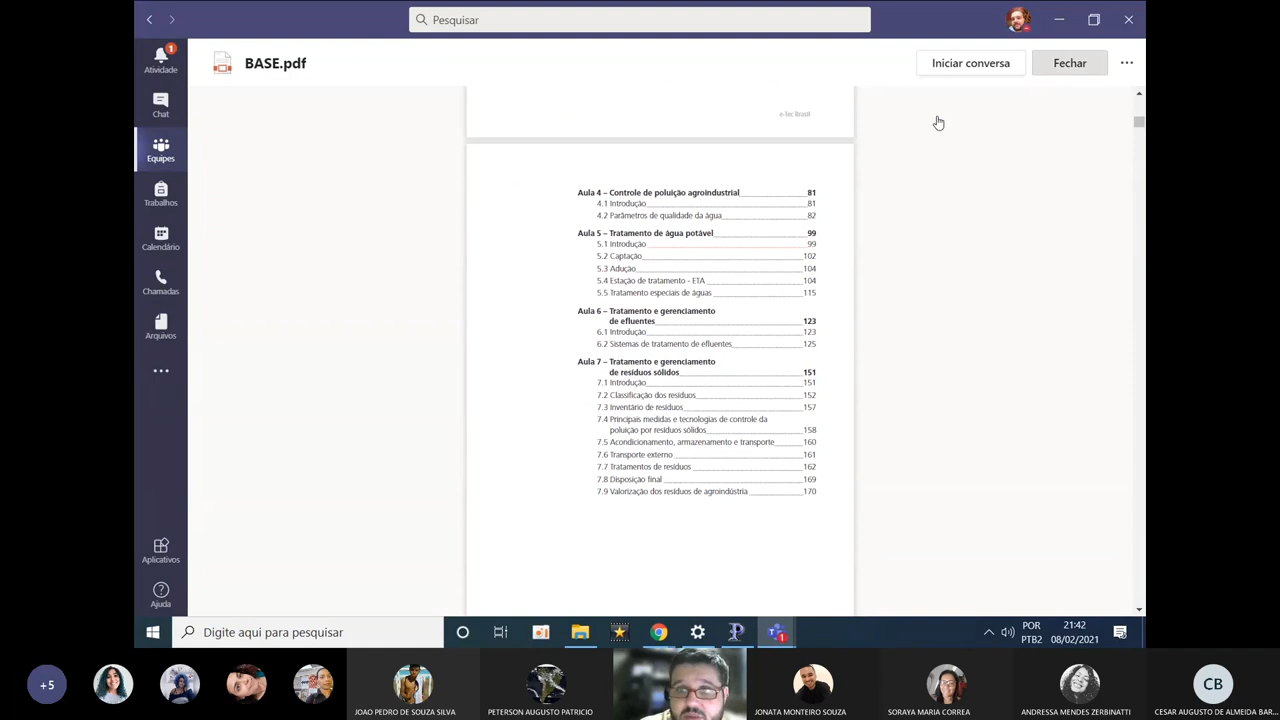 Pesquisar
Atividade
1
Chat
Equipes
Trabalhos
Calendário
Chamadas
Arquivos
Aplicativos
Ajuda
BASE.pdf
Iniciar conversa
Fechar
e-Tec Brasil
Aula 4 – Controle de poluição agroindustrial 81
4.1 Introdução 81
4.2 Parâmetros de qualidade da água 82
Aula 5 – Tratamento de água potável 99
5.1 Introdução 99
5.2 Captação 102
5.3 Adução 104
5.4 Estação de tratamento - ETA 104
5.5 Tratamento especiais de águas 115
Aula 6 – Tratamento e gerenciamento
de efluentes 123
6.1 Introdução 123
6.2 Sistemas de tratamento de efluentes 125
Aula 7 – Tratamento e gerenciamento
de resíduos sólidos 151
7.1 Introdução 151
7.2 Classificação dos resíduos 152
7.3 Inventário de resíduos 157
7.4 Principais medidas e tecnologias de controle da
poluição por resíduos sólidos 158
7.5 Acondicionamento, armazenamento e transporte 160
7.6 Transporte externo 161
7.7 Tratamentos de resíduos 162
7.8 Disposição final 169
7.9 Valorização dos resíduos de agroindústria 170
Digite aqui para pesquisar
1
POR
PTB2
21:42
08/02/2021
+5
JOAO PEDRO DE SOUZA SILVA
PETERSON AUGUSTO PATRICIO
JONATA MONTEIRO SOUZA
SORAYA MARIA CORREA
ANDRESSA MENDES ZERBINATTI
CB
CESAR AUGUSTO DE ALMEIDA BAR...